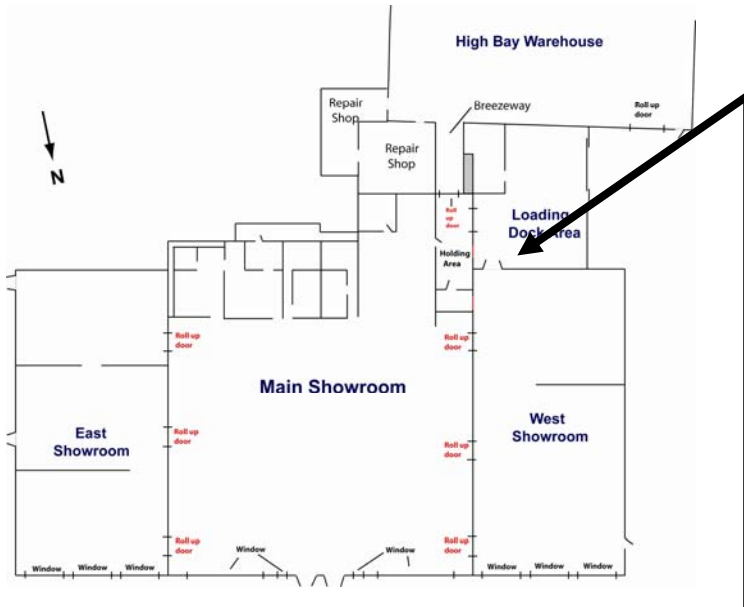 High Bay Warehouse
Repair
Shop
Breezeway
Roll up
door
Repair
Shop
N
Roll
up
door
Loading
Dock Area
Holding
Area
Roll up
door
Roll up
door
Main Showroom
East
Showroom
West
Showroom
Roll up
door
Roll up
door
Roll up
door
Roll up
door
Window
Window
Window
Window
Window
Window
Window
Window